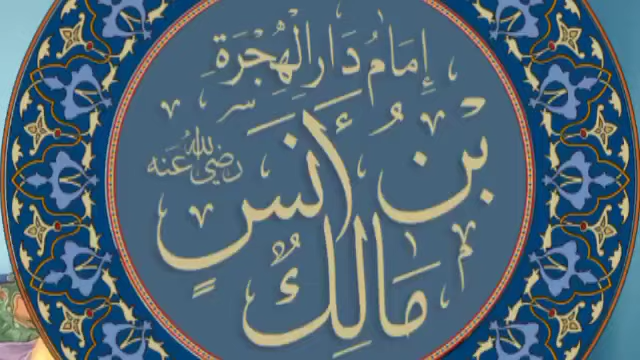 إِمَامُ دَارِ الْهِجْرَةِ
مَالِكُ
بْنُ أَنَسٍ
رضي الله عنه